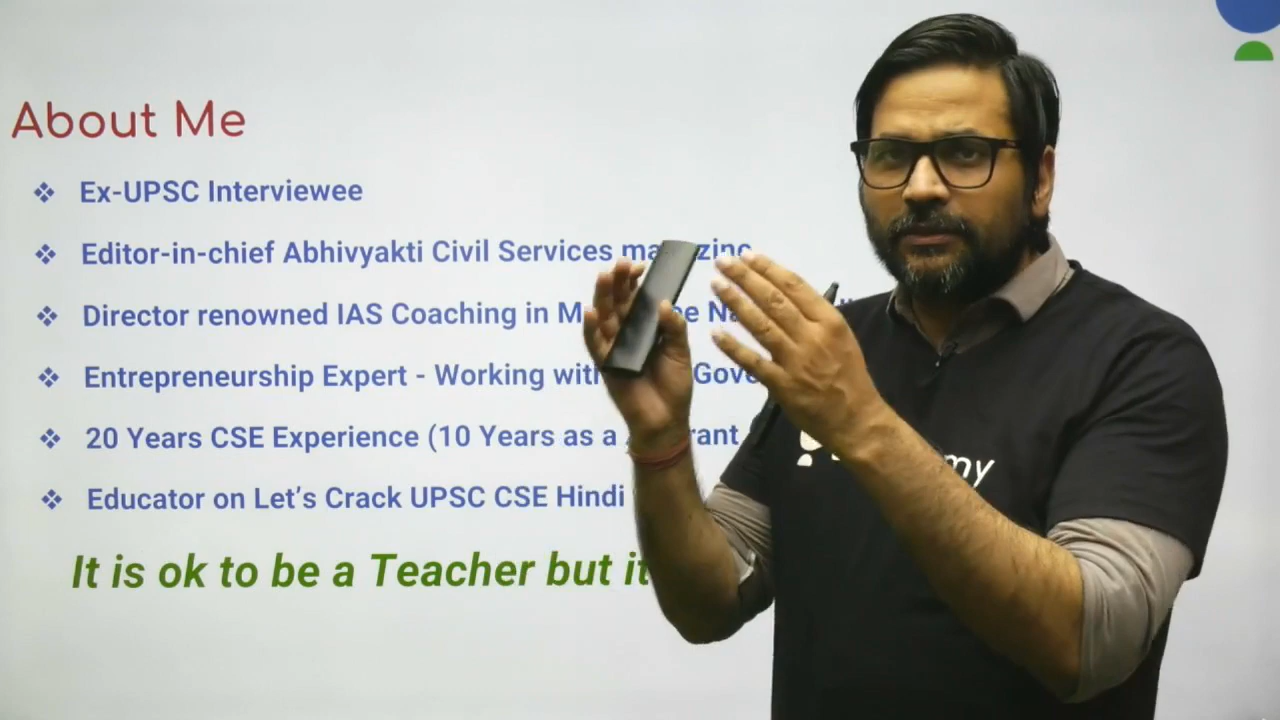 About Me
❖ Ex-UPSC Interviewee
❖ Editor-in-chief Abhivyakti Civil Services
❖ Director renowned IAS Coaching in
❖ Entrepreneurship Expert - Working with
❖ 20 Years CSE Experience (10 Years as a
❖ Educator on Let's Crack UPSC CSE Hindi
It is ok to be a Teacher but it